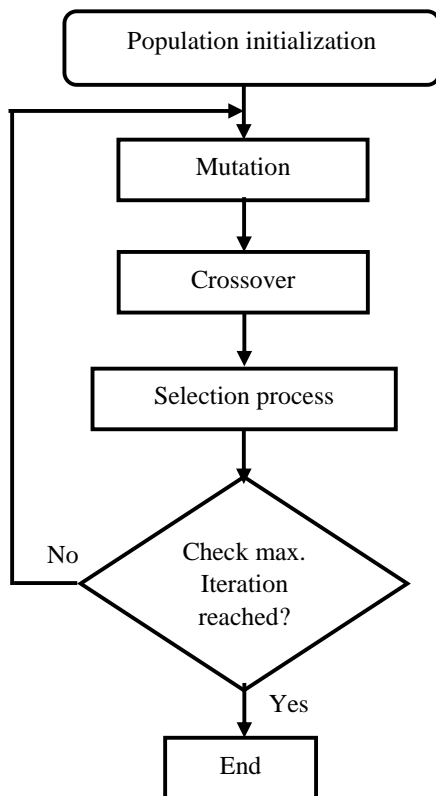 Population initialization
Mutation
Crossover
Selection process
No
Check max.
Iteration
reached?
Yes
End